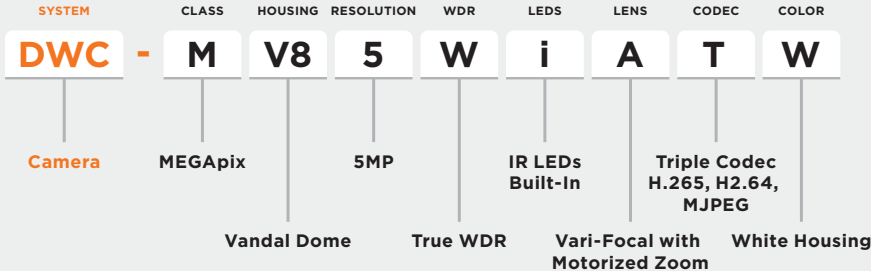 SYSTEM CLASS HOUSING RESOLUTION WDR LEDS LENS CODEC COLOR
DWC - M V8 5 W i A T W
Camera MEGApix 5MP IR LEDs Triple Codec
Built-In H.265, H2.64,
MJPEG
Vandal Dome True WDR Vari-Focal with White Housing
Motorized Zoom